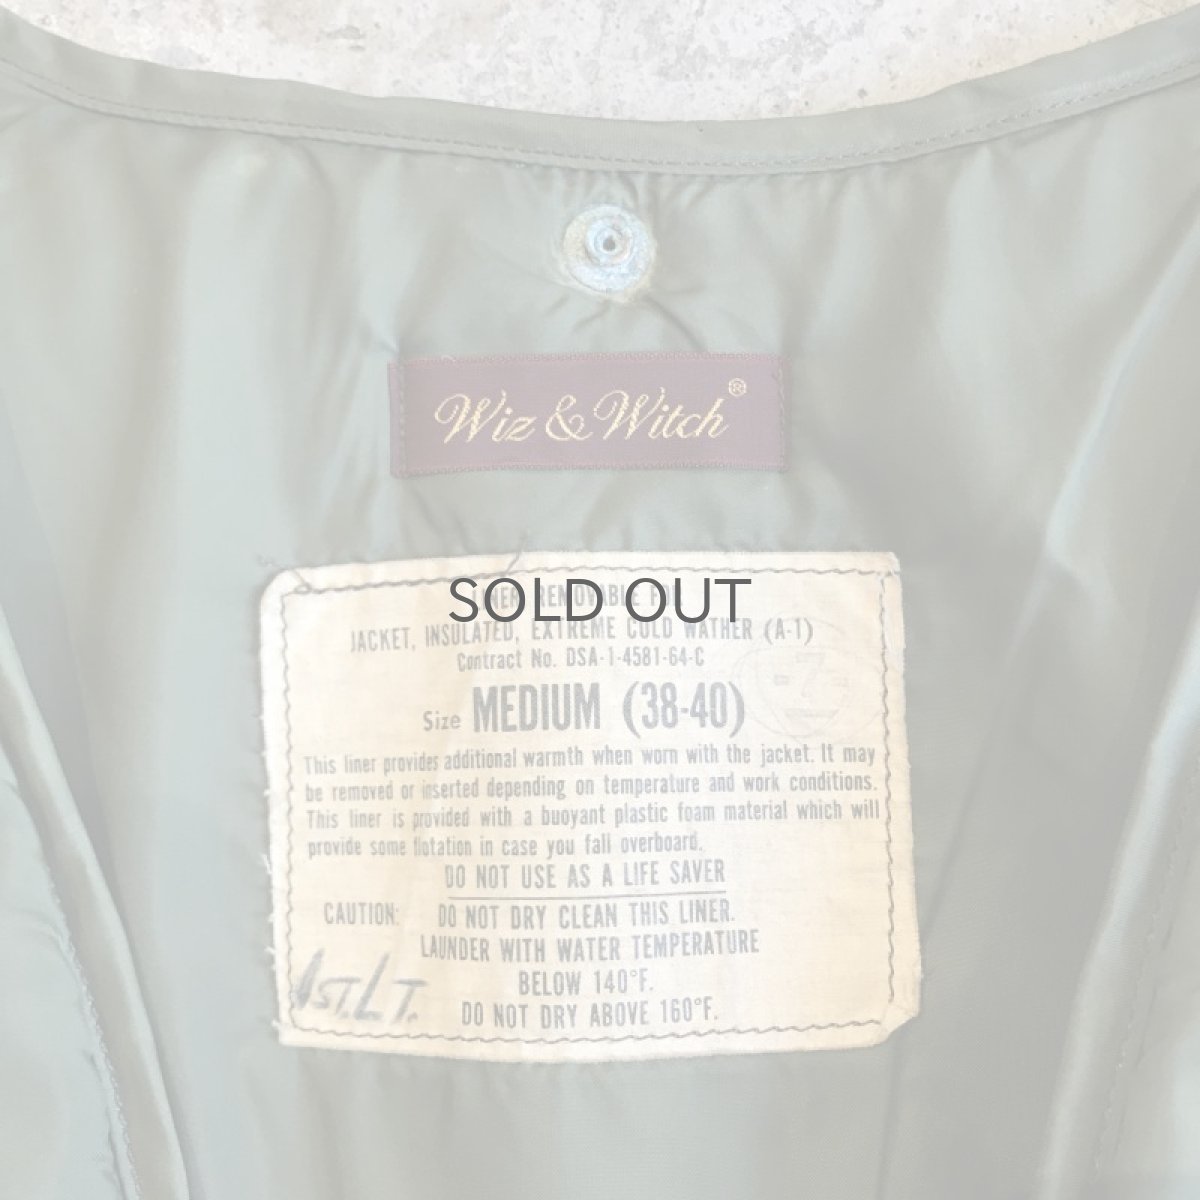 Wiz & Witch®
SOLD OUT
LINER REMOVABLE FOR
JACKET, INSULATED, EXTREME COLD WATHER (A-1)
Contract No. DSA-1-4581-64-C
Size MEDIUM (38-40)
-7-
This liner provides additional warmth when worn with the jacket. It may
be removed or inserted depending on temperature and work conditions.
This liner is provided with a buoyant plastic foam material which will
provide some flotation in case you fall overboard.
DO NOT USE AS A LIFE SAVER
CAUTION: DO NOT DRY CLEAN THIS LINER.
LAUNDER WITH WATER TEMPERATURE
BELOW 140°F.
DO NOT DRY ABOVE 160°F.
1ST.LT.